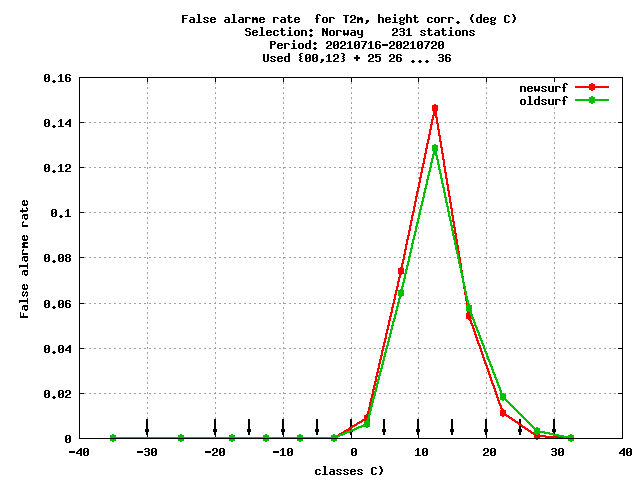 False alarme rate  for T2m, height corr. (deg C)
Selection: Norway    231 stations
Period: 20210716-20210720
Used {00,12} + 25 26 ... 36
newsurf
oldsurf
False alarme rate
0.16
0.14
0.12
0.1
0.08
0.06
0.04
0.02
0
-40 -30 -20 -10 0 10 20 30 40
classes C)